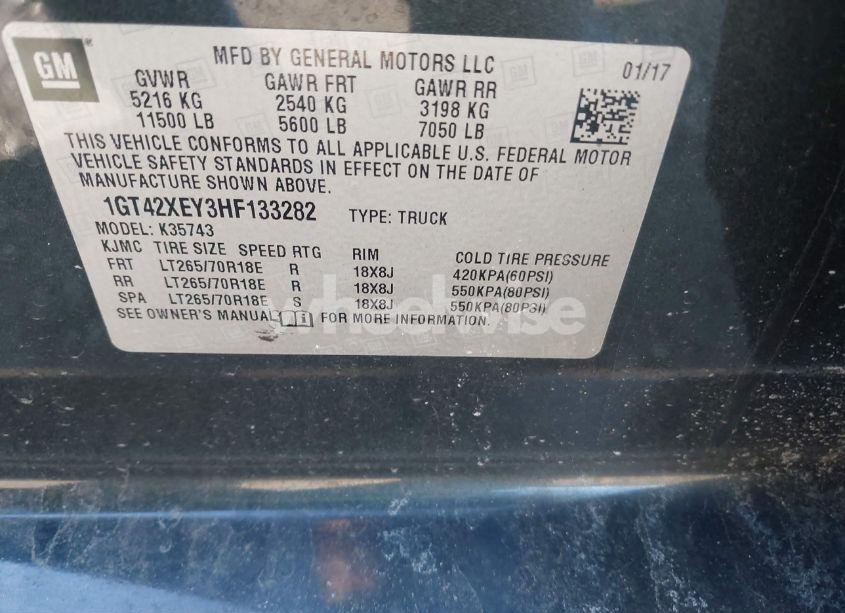 GM
MFD BY GENERAL MOTORS LLC
01/17
GVWR GAWR FRT GAWR RR
5216 KG 2540 KG 3198 KG
11500 LB 5600 LB 7050 LB
THIS VEHICLE CONFORMS TO ALL APPLICABLE U.S. FEDERAL MOTOR
VEHICLE SAFETY STANDARDS IN EFFECT ON THE DATE OF
MANUFACTURE SHOWN ABOVE.
1GT42XEY3HF133282 TYPE: TRUCK
MODEL: K35743
KJMC TIRE SIZE SPEED RTG RIM COLD TIRE PRESSURE
FRT LT265/70R18E R 18X8J 420KPA(60PSI)
RR LT265/70R18E R 18X8J 550KPA(80PSI)
SPA LT265/70R18E S 18X8J 550KPA(80PSI)
SEE OWNER'S MANUAL FOR MORE INFORMATION.
wheelwise